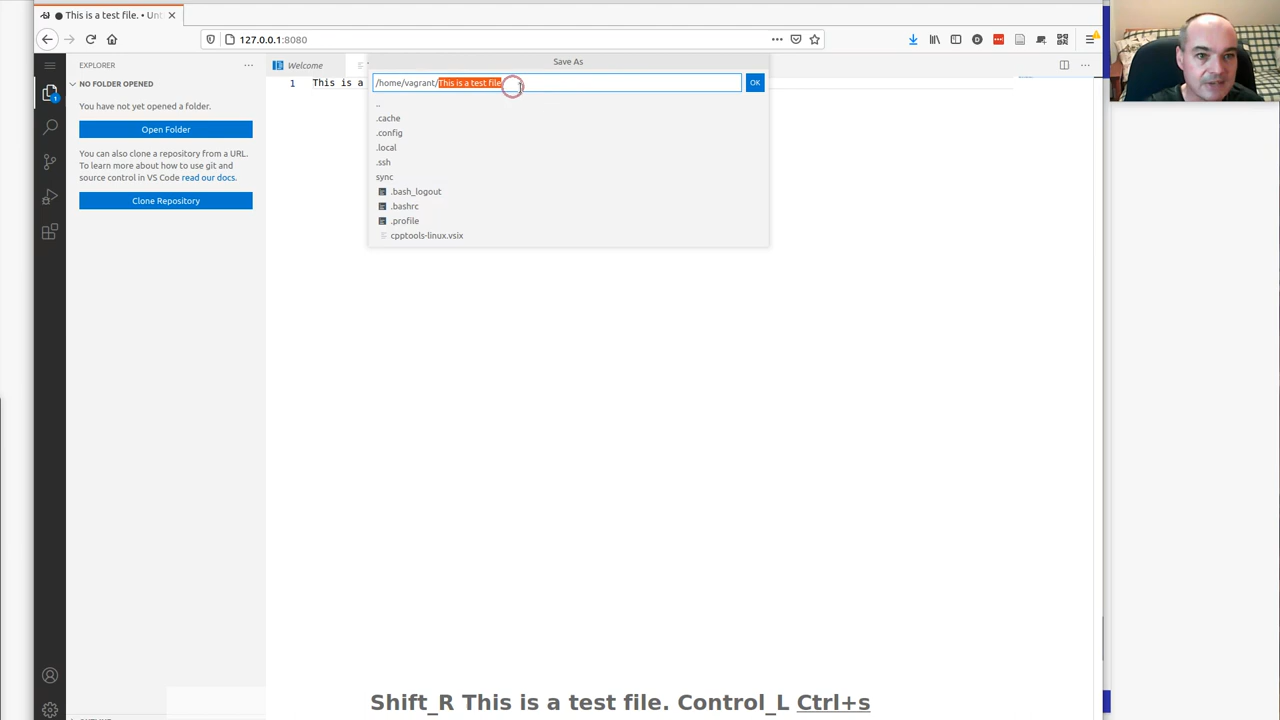 This is a test file. • Unt
127.0.0.1:8080
EXPLORER
NO FOLDER OPENED
You have not yet opened a folder.
Open Folder
You can also clone a repository from a URL.
To learn more about how to use git and
source control in VS Code read our docs.
Clone Repository
1
Welcome
1 This is a
Save As
/home/vagrant/This is a test file
OK
..
.cache
.config
.local
.ssh
sync
.bash_logout
.bashrc
.profile
cpptools-linux.vsix
Shift_R This is a test file. Control_L Ctrl+s